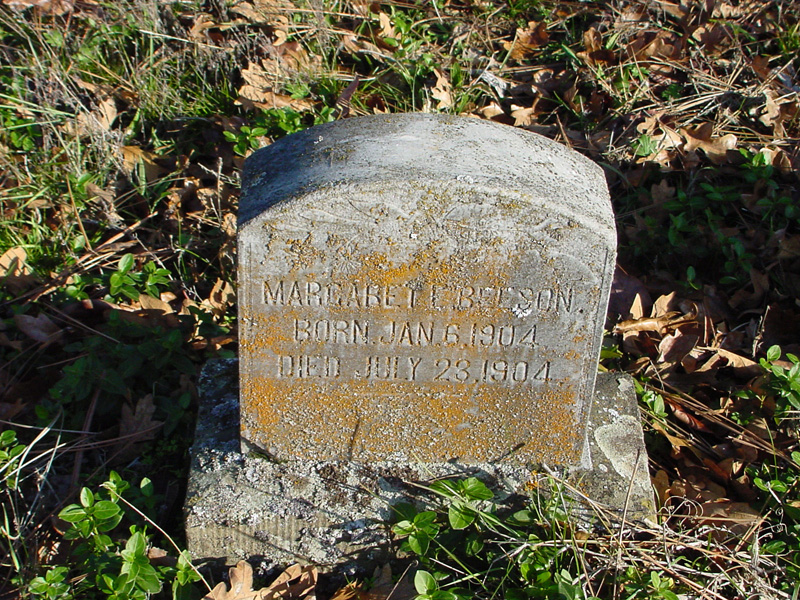 MARGARET E. BEESON.
BORN JAN. 6, 1904.
DIED JULY 23, 1904.